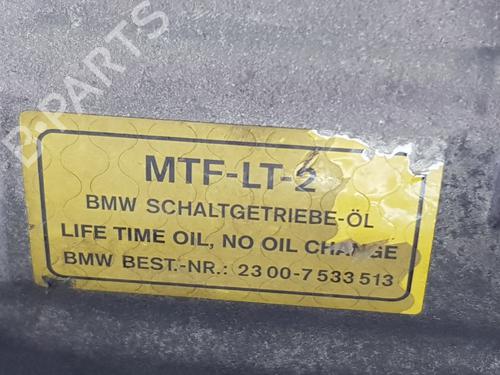 B-PARTS
MTF-LT-2
BMW SCHALTGETRIEBE-ÖL
LIFE TIME OIL, NO OIL CHANGE
BMW BEST.-NR.: 23 00-7 533 513